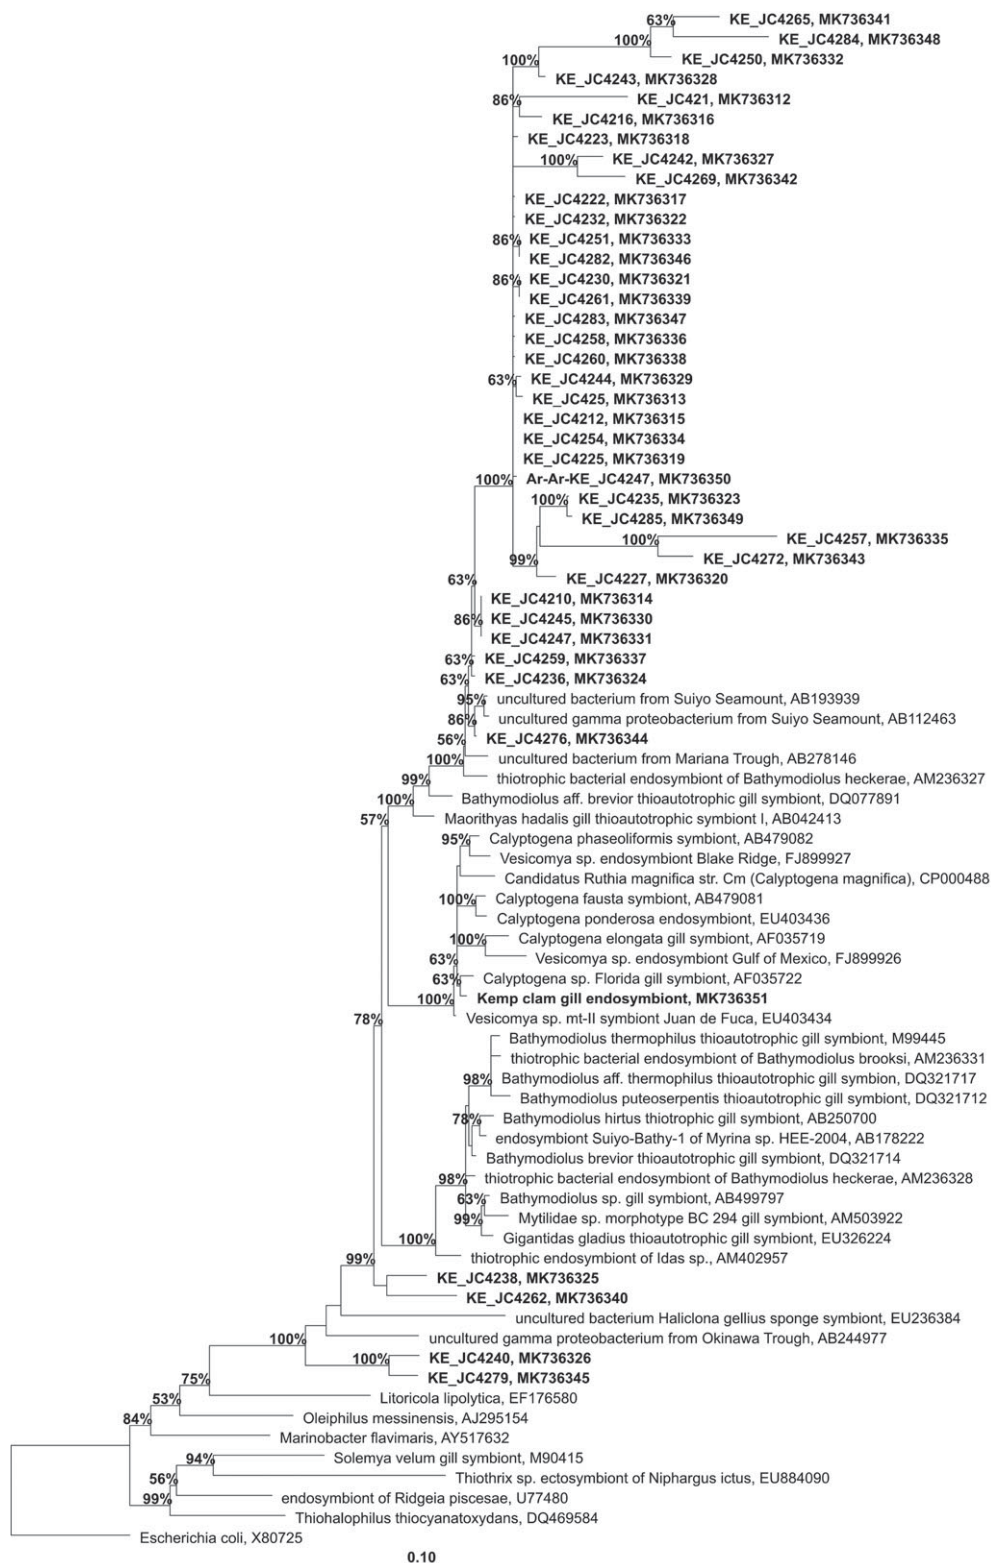 63% KE_JC4265, MK736341
100% KE_JC4284, MK736348
100% KE_JC4250, MK736332
KE_JC4243, MK736328
86% KE_JC421, MK736312
KE_JC4216, MK736316
KE_JC4223, MK736318
100% KE_JC4242, MK736327
KE_JC4269, MK736342
KE_JC4222, MK736317
KE_JC4232, MK736322
86% KE_JC4251, MK736333
KE_JC4282, MK736346
86% KE_JC4230, MK736321
KE_JC4261, MK736339
KE_JC4283, MK736347
KE_JC4258, MK736336
KE_JC4260, MK736338
63% KE_JC4244, MK736329
KE_JC425, MK736313
KE_JC4212, MK736315
KE_JC4254, MK736334
KE_JC4225, MK736319
100% Ar-Ar-KE_JC4247, MK736350
100% KE_JC4235, MK736323
KE_JC4285, MK736349
100% KE_JC4257, MK736335
99% KE_JC4272, MK736343
63% KE_JC4227, MK736320
KE_JC4210, MK736314
86% KE_JC4245, MK736330
KE_JC4247, MK736331
63% KE_JC4259, MK736337
63% KE_JC4236, MK736324
95% uncultured bacterium from Suiyo Seamount, AB193939
86% uncultured gamma proteobacterium from Suiyo Seamount, AB112463
56% KE_JC4276, MK736344
100% uncultured bacterium from Mariana Trough, AB278146
99% thiotrophic bacterial endosymbiont of Bathymodiolus heckerae, AM236327
100% Bathymodiolus aff. brevior thioautotrophic gill symbiont, DQ077891
57% Maorithyas hadalis gill thioautotrophic symbiont I, AB042413
95% Calyptogena phaseoliformis symbiont, AB479082
Vesicomya sp. endosymbiont Blake Ridge, FJ899927
Candidatus Ruthia magnifica str. Cm (Calyptogena magnifica), CP000488
100% Calyptogena fausta symbiont, AB479081
Calyptogena ponderosa endosymbiont, EU403436
100% Calyptogena elongata gill symbiont, AF035719
63% Vesicomya sp. endosymbiont Gulf of Mexico, FJ899926
63% Calyptogena sp. Florida gill symbiont, AF035722
100% Kemp clam gill endosymbiont, MK736351
78% Vesicomya sp. mt-II symbiont Juan de Fuca, EU403434
Bathymodiolus thermophilus thioautotrophic gill symbiont, M99445
thiotrophic bacterial endosymbiont of Bathymodiolus brooksi, AM236331
98% Bathymodiolus aff. thermophilus thioautotrophic gill symbion, DQ321717
Bathymodiolus puteoserpentis thioautotrophic gill symbiont, DQ321712
78% Bathymodiolus hirtus thiotrophic gill symbiont, AB250700
endosymbiont Suiyo-Bathy-1 of Myrina sp. HEE-2004, AB178222
Bathymodiolus brevior thioautotrophic gill symbiont, DQ321714
98% thiotrophic bacterial endosymbiont of Bathymodiolus heckerae, AM236328
63% Bathymodiolus sp. gill symbiont, AB499797
99% Mytilidae sp. morphotype BC 294 gill symbiont, AM503922
100% Gigantidas gladius thioautotrophic gill symbiont, EU326224
99% thiotrophic endosymbiont of Idas sp., AM402957
KE_JC4238, MK736325
KE_JC4262, MK736340
uncultured bacterium Haliclona gellius sponge symbiont, EU236384
100% uncultured gamma proteobacterium from Okinawa Trough, AB244977
100% KE_JC4240, MK736326
75% KE_JC4279, MK736345
53% Litoricola lipolytica, EF176580
84% Oleiphilus messinensis, AJ295154
Marinobacter flavimaris, AY517632
94% Solemya velum gill symbiont, M90415
56% Thiothrix sp. ectosymbiont of Niphargus ictus, EU884090
99% endosymbiont of Ridgeia piscesae, U77480
Thiohalophilus thiocyanatoxydans, DQ469584
Escherichia coli, X80725
0.10